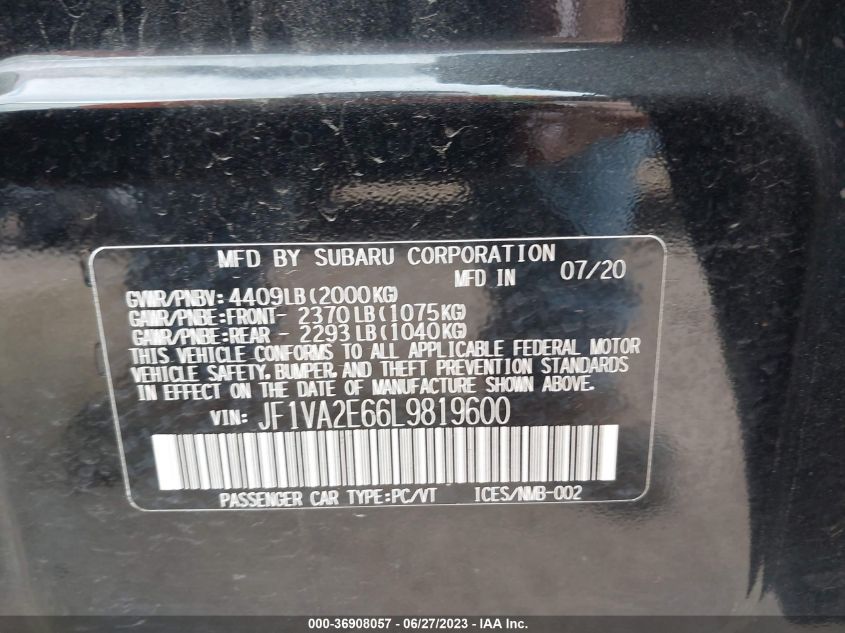 MFD BY SUBARU CORPORATION
MFD IN 07/20
GVWR/PNBV: 4409LB(2000KG)
GAWR/PNBE:FRONT- 2370LB(1075KG)
GAWR/PNBE:REAR - 2293LB(1040KG)
THIS VEHICLE CONFORMS TO ALL APPLICABLE FEDERAL MOTOR
VEHICLE SAFETY, BUMPER, AND THEFT PREVENTION STANDARDS
IN EFFECT ON THE DATE OF MANUFACTURE SHOWN ABOVE.
VIN: JF1VA2E66L9819600
PASSENGER CAR TYPE:PC/VT ICES/NMB-002
000-36908057 - 06/27/2023 - IAA, Inc.